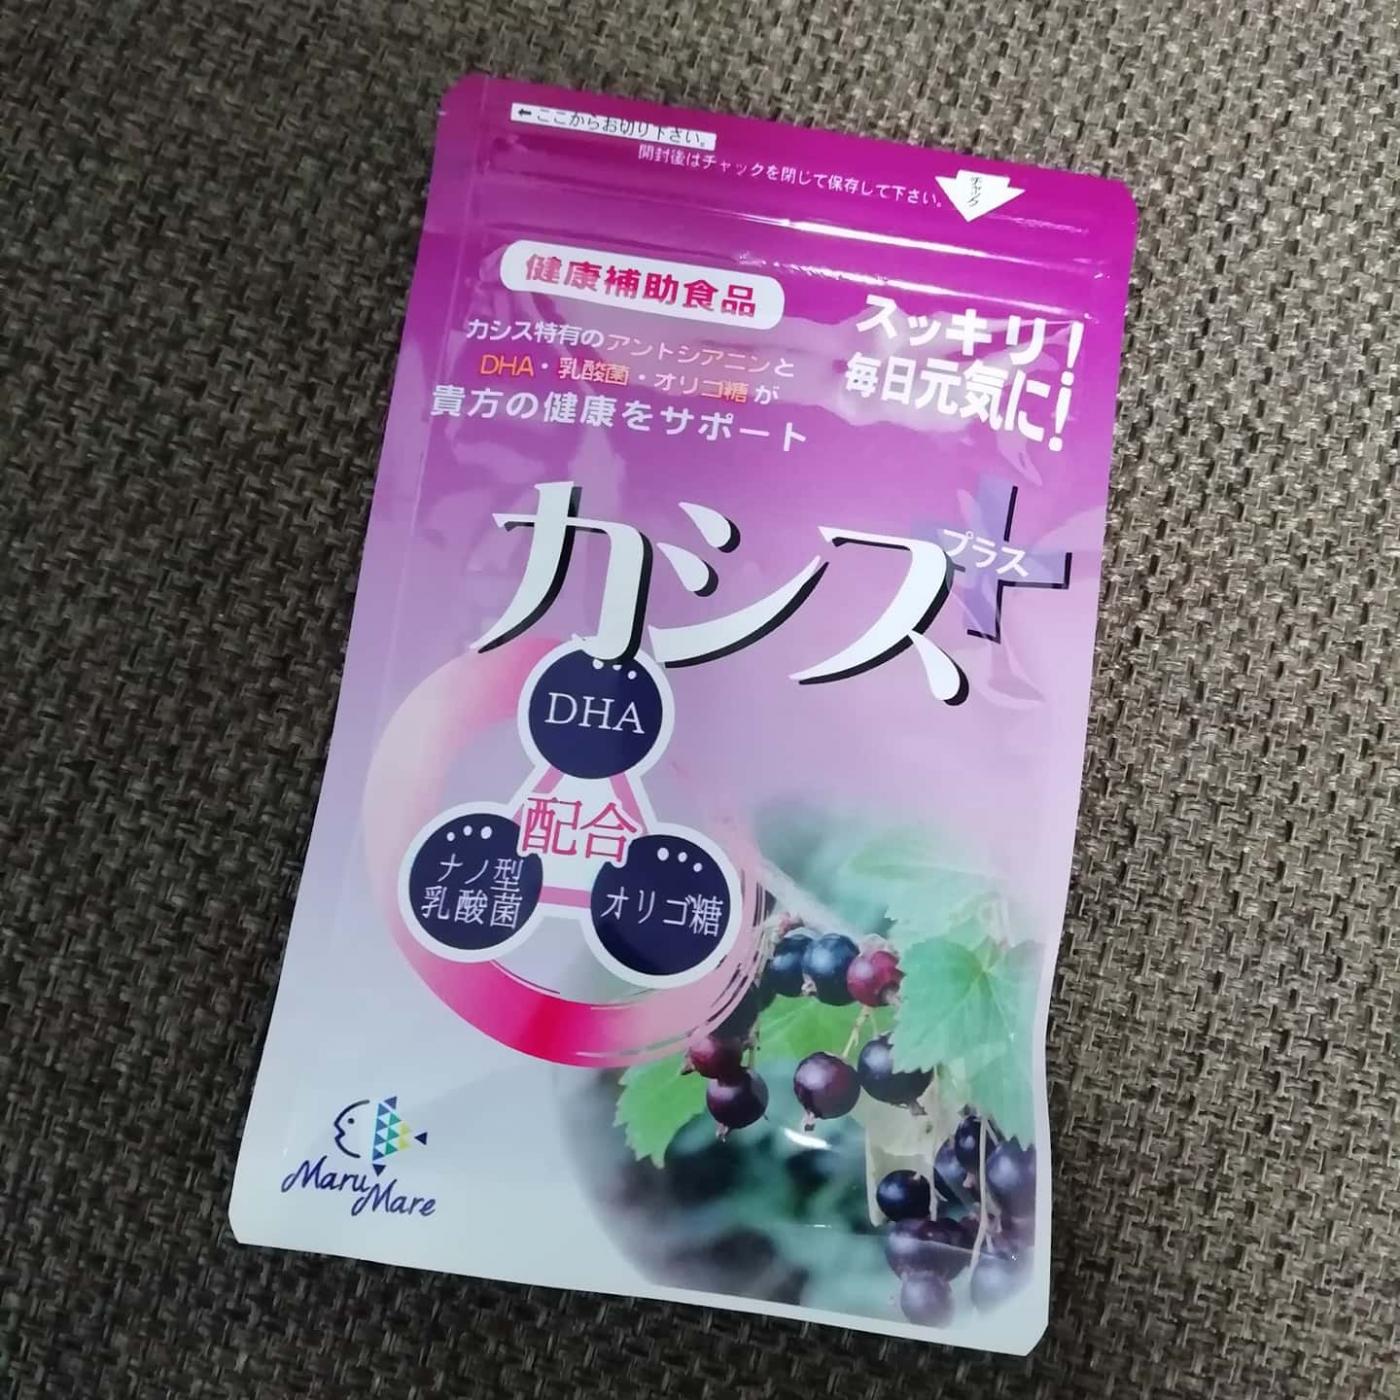 ←ここからお切り下さい。
開封後はチャックを閉じて保存して下さい。
チャック
健康補助食品
カシス特有のアントシアニンと
DHA・乳酸菌・オリゴ糖が
貴方の健康をサポート
スッキリ!
毎日元気に!
カシス
プラス
DHA
配合
ナノ型
乳酸菌
オリゴ糖
Maru
Mare